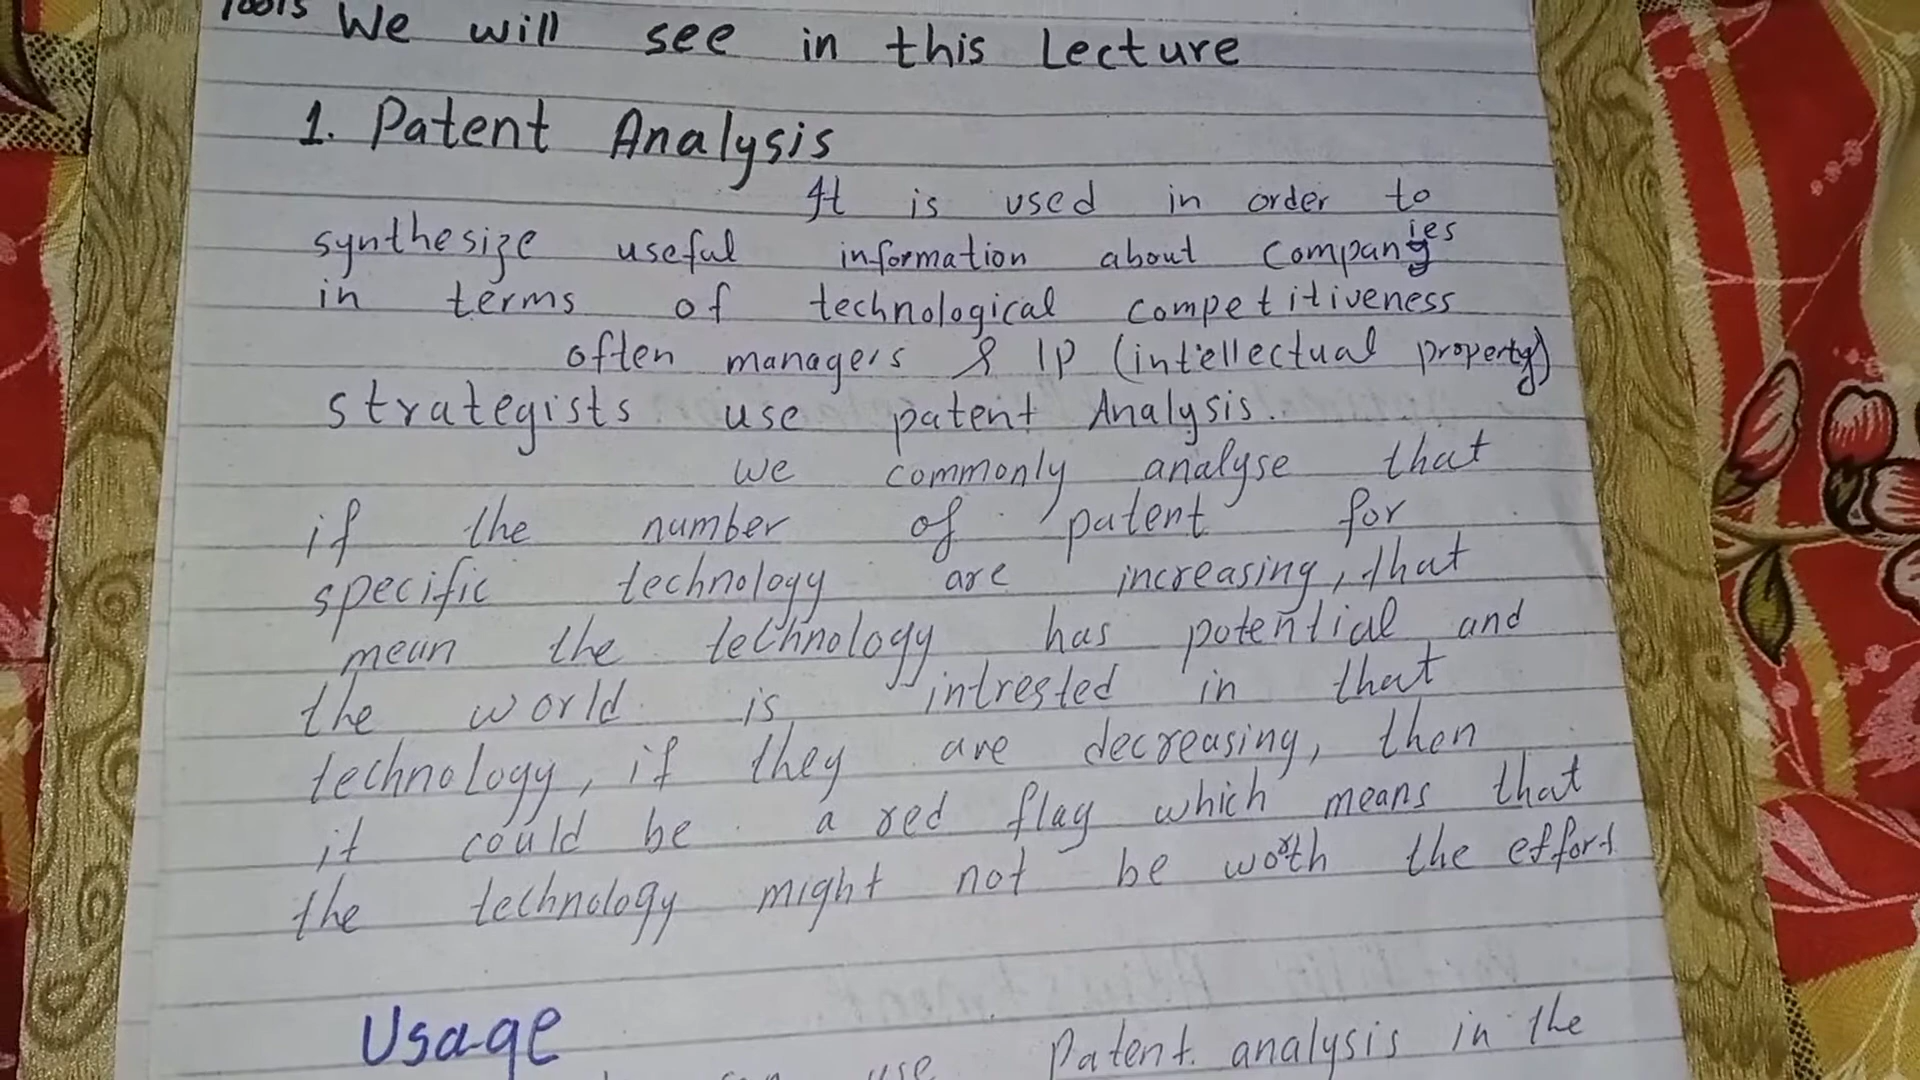 Tools We will see in this Lecture
1. Patent Analysis
It is used in order to
synthesize useful information about companies
in terms of technological competitiveness
often managers & IP (intellectual property)
strategists use patent Analysis.
we commonly analyse that
if the number of patent for
specific technology are increasing, that
mean the technology has potential and
the world is intrested in that
technology, if they are decreasing, then
it could be a red flag which means that
the technology might not be worth the effort
Usage
can use Patent analysis in the